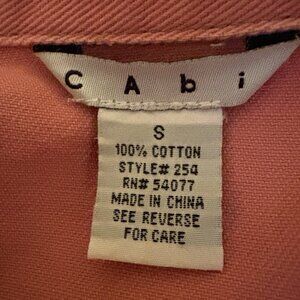 CAbi
S
100% COTTON
STYLE# 254
RN# 54077
MADE IN CHINA
SEE REVERSE
FOR CARE